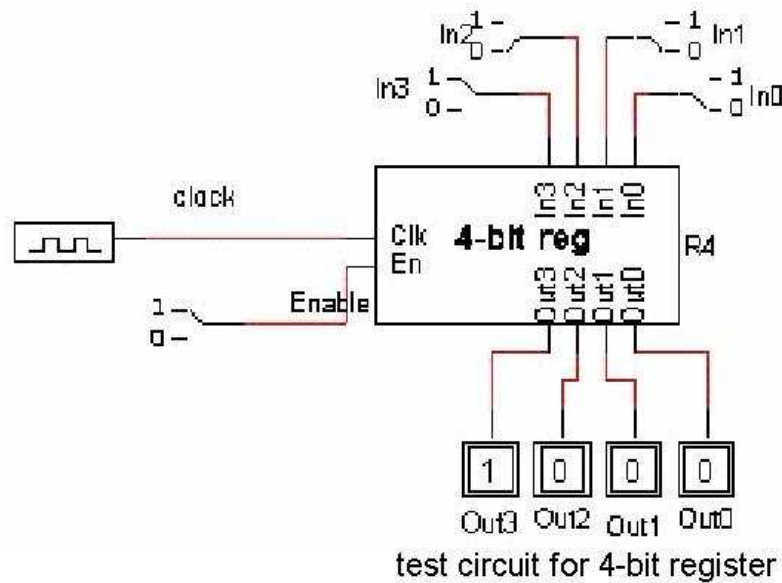 In2 1
0
1 In1
0
In3 1
0
1
0 In0
clock
Clk
En
4-bit reg
In3 In2 In1 In0
Out3 Out2 Out1 Out0
R4
Enable
1
0
1 0 0 0
Out3 Out2 Out1 Out0
test circuit for 4-bit register